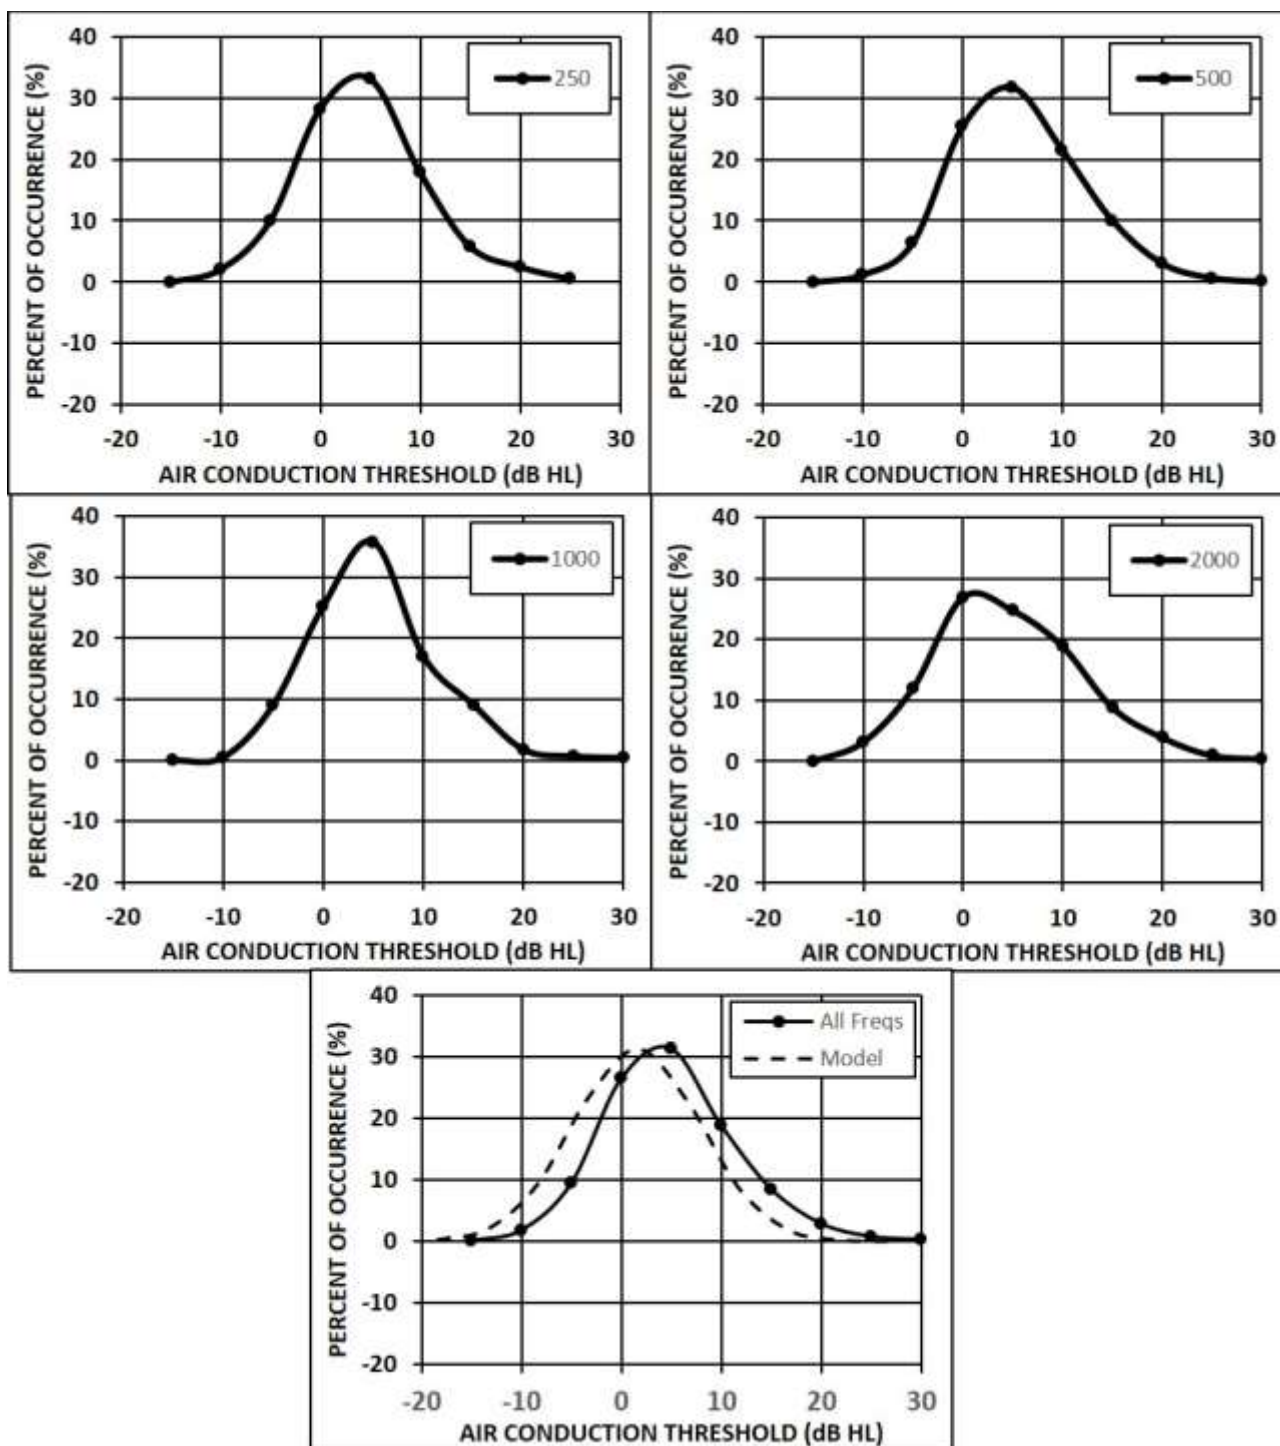 PERCENT OF OCCURRENCE (%)
40
30
20
10
0
-10
-20
-20 -10 0 10 20 30
AIR CONDUCTION THRESHOLD (dB HL)
250
PERCENT OF OCCURRENCE (%)
40
30
20
10
0
-10
-20
-20 -10 0 10 20 30
AIR CONDUCTION THRESHOLD (dB HL)
500
PERCENT OF OCCURRENCE (%)
40
30
20
10
0
-10
-20
-20 -10 0 10 20 30
AIR CONDUCTION THRESHOLD (dB HL)
1000
PERCENT OF OCCURRENCE (%)
40
30
20
10
0
-10
-20
-20 -10 0 10 20 30
AIR CONDUCTION THRESHOLD (dB HL)
2000
PERCENT OF OCCURRENCE (%)
40
30
20
10
0
-10
-20
-20 -10 0 10 20 30
AIR CONDUCTION THRESHOLD (dB HL)
All Freqs
Model